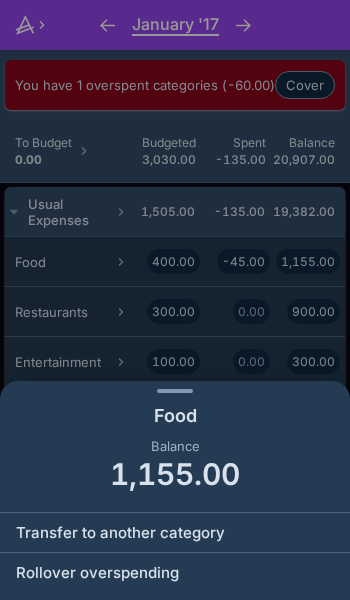 January '17
You have 1 overspent categories (-60.00) Cover
To Budget Budgeted Spent Balance
0.00 3,030.00 -135.00 20,907.00
Usual Expenses 1,505.00 -135.00 19,382.00
Food 400.00 -45.00 1,155.00
Restaurants 300.00 0.00 900.00
Entertainment 100.00 0.00 300.00
Food
Balance
1,155.00
Transfer to another category
Rollover overspending